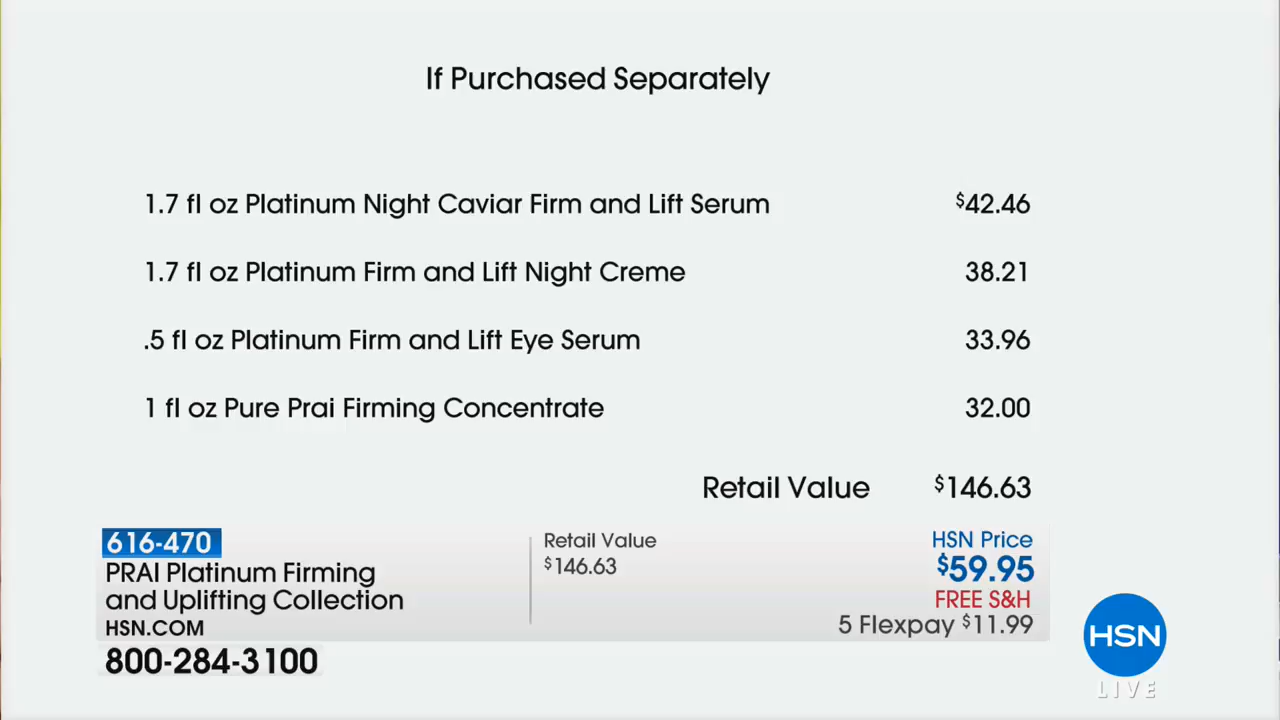 If Purchased Separately
1.7 fl oz Platinum Night Caviar Firm and Lift Serum $42.46
1.7 fl oz Platinum Firm and Lift Night Creme 38.21
.5 fl oz Platinum Firm and Lift Eye Serum 33.96
1 fl oz Pure Prai Firming Concentrate 32.00
Retail Value $146.63
616-470
PRAI Platinum Firming
and Uplifting Collection
HSN.COM
800-284-3100
Retail Value
$146.63
HSN Price
$59.95
FREE S&H
5 Flexpay $11.99
HSN
LIVE